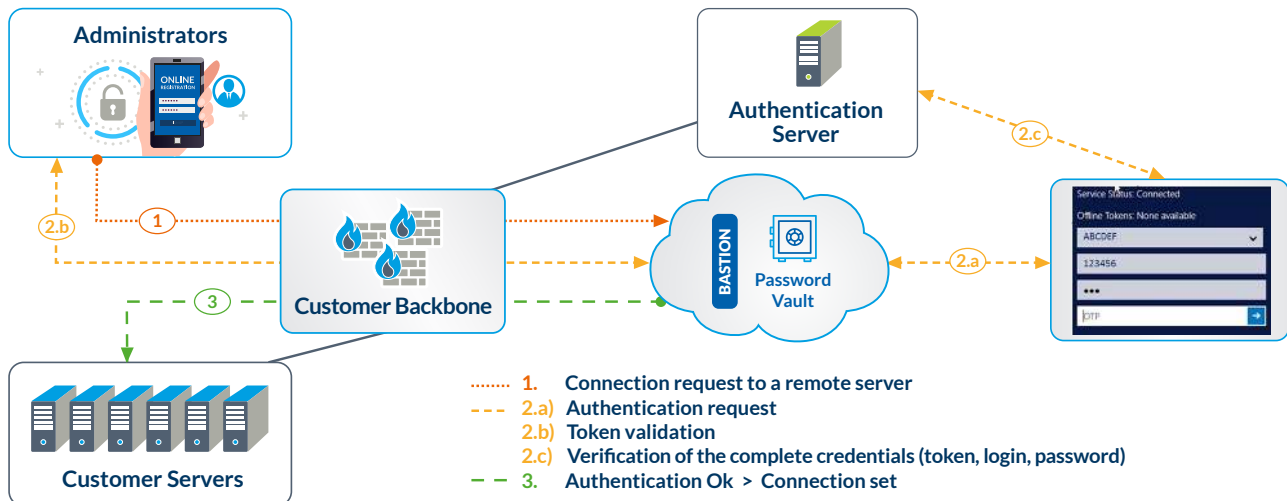 Administrators
ONLINE
REGISTRATION
Authentication
Server
2.c
2.b
1
Service Status: Connected
Offline Tokens: None available
ABCDEF
123456
•••
OTP
2.a
BASTION
Password
Vault
3
Customer Backbone
Customer Servers
1. Connection request to a remote server
2.a) Authentication request
2.b) Token validation
2.c) Verification of the complete credentials (token, login, password)
3. Authentication Ok > Connection set